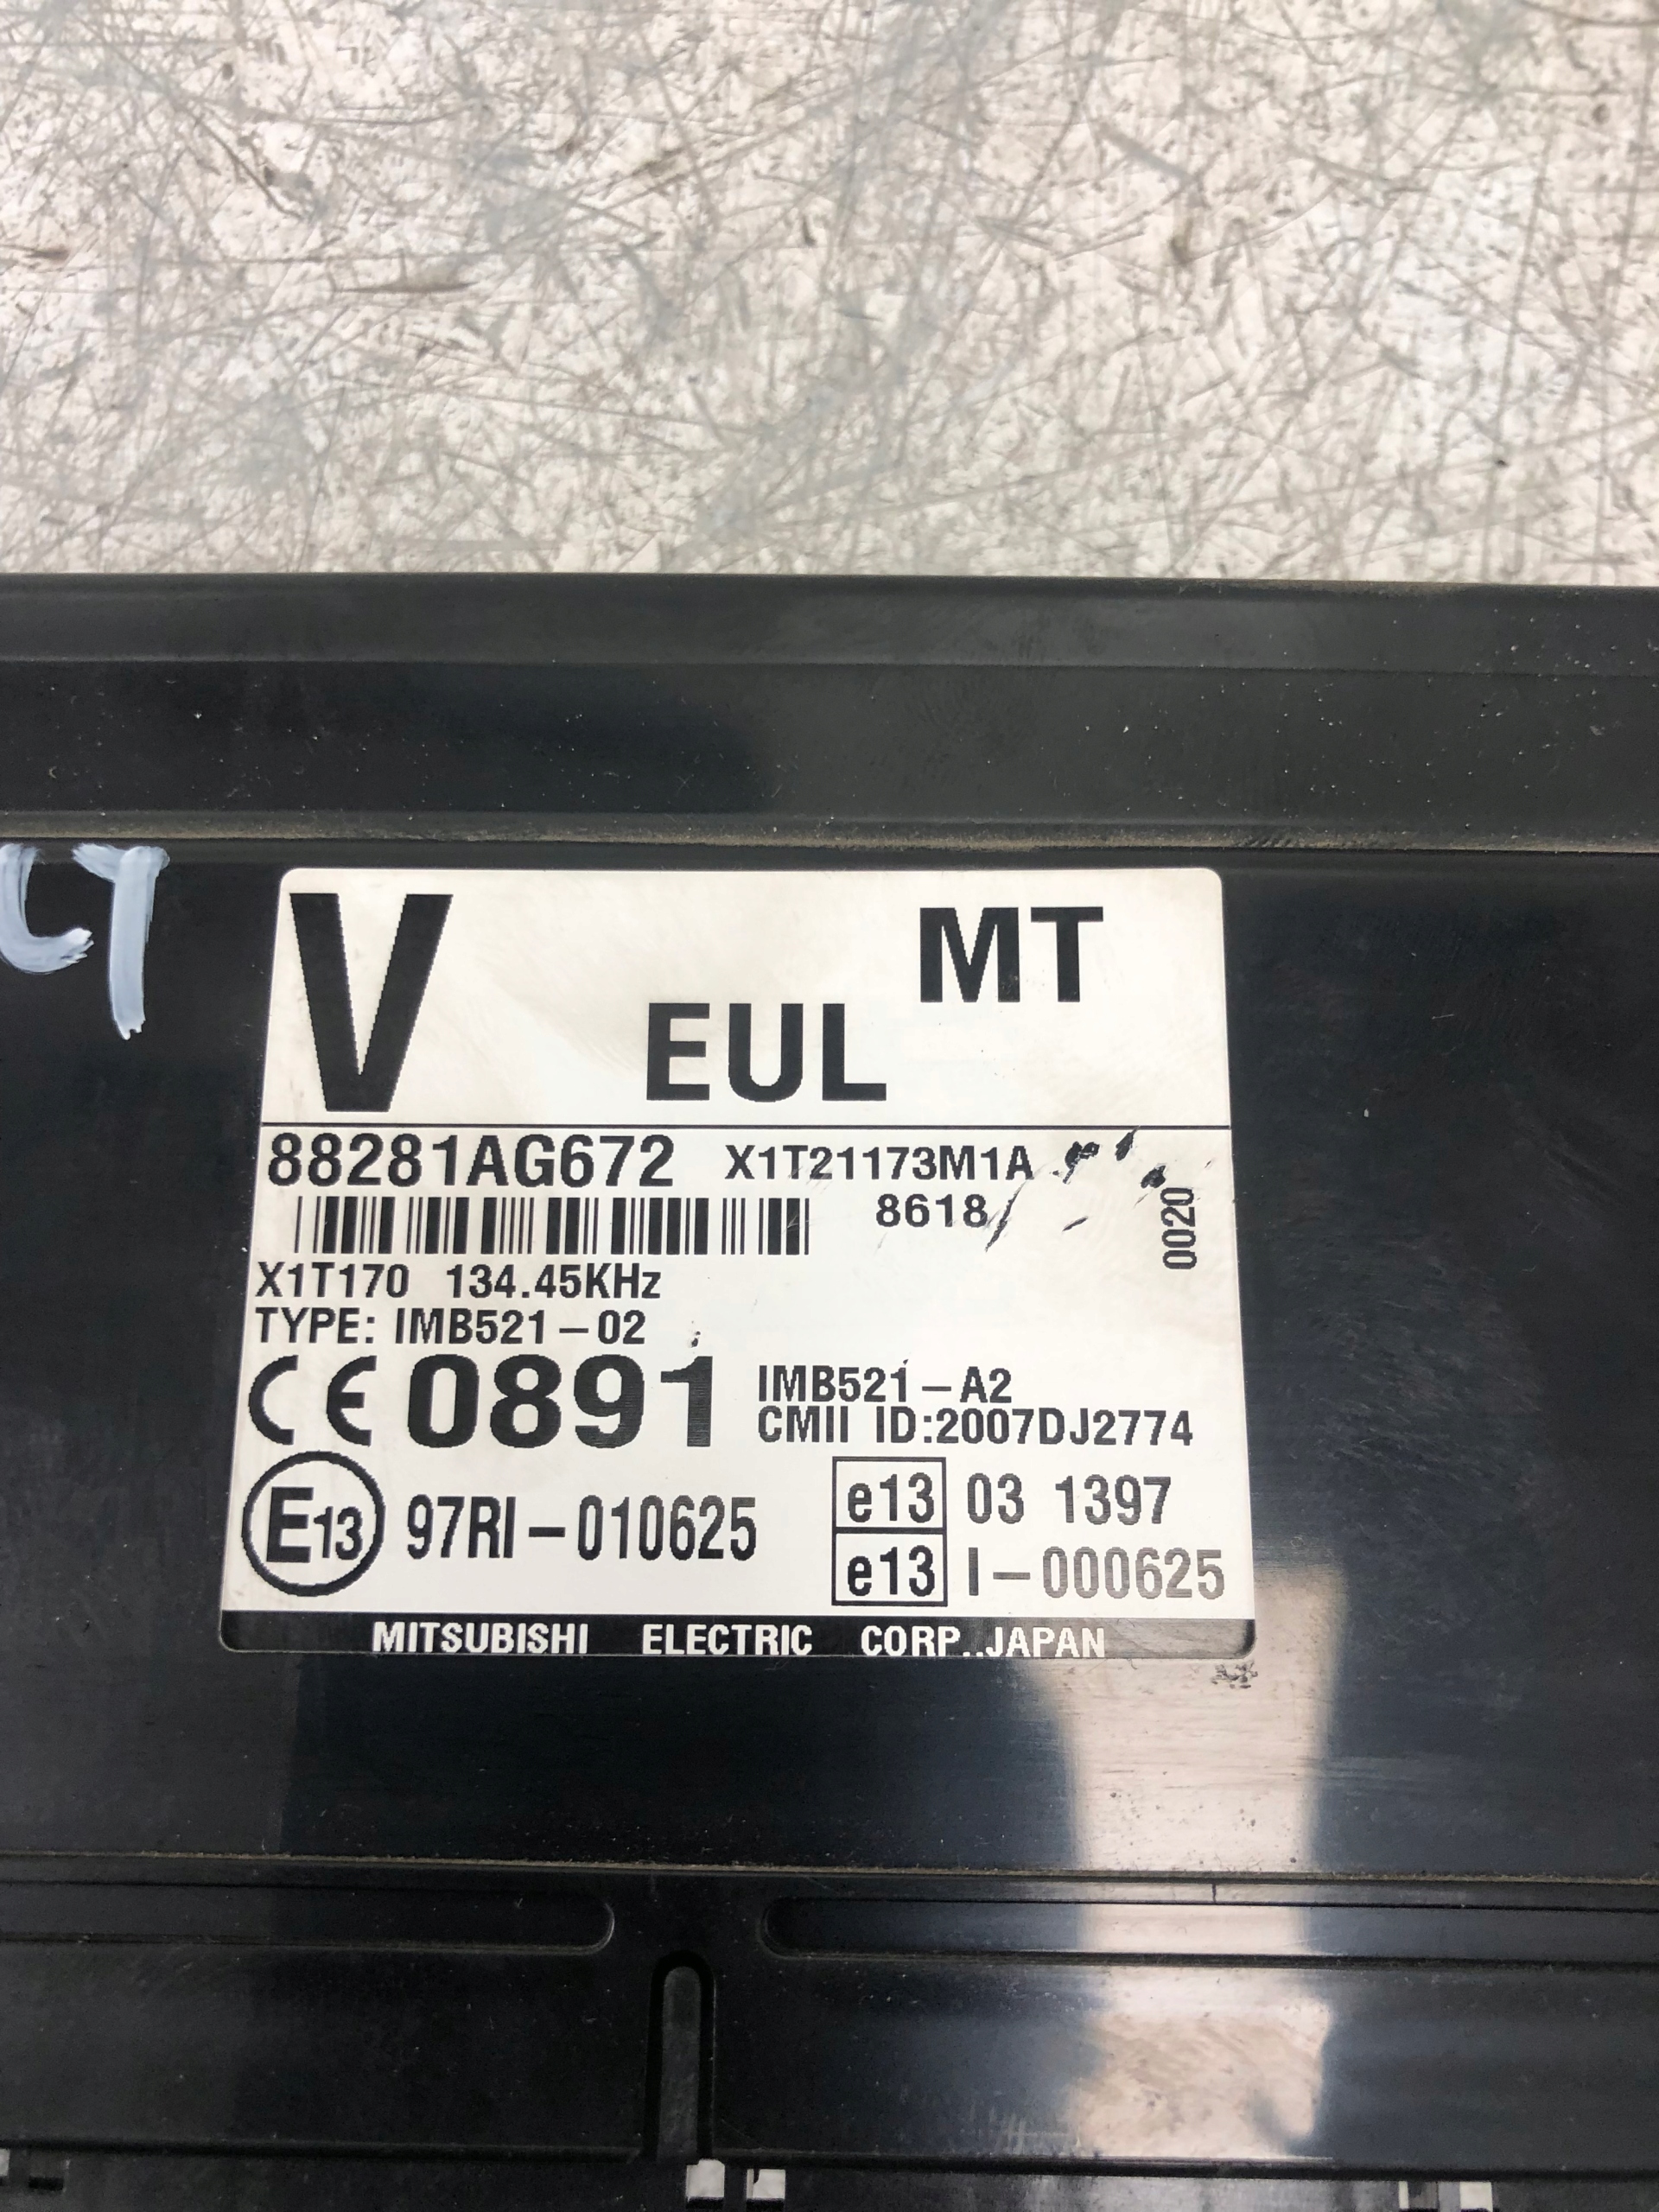 CT
V
MT
EUL
88281AG672 X1T21173M1A
8618
0020
X1T170 134.45KHz
TYPE: IMB521-02
CE 0891 IMB521-A2
CMII ID:2007DJ2774
E13 97RI-010625 e13 03 1397
e13 I-000625
MITSUBISHI ELECTRIC CORP.,JAPAN